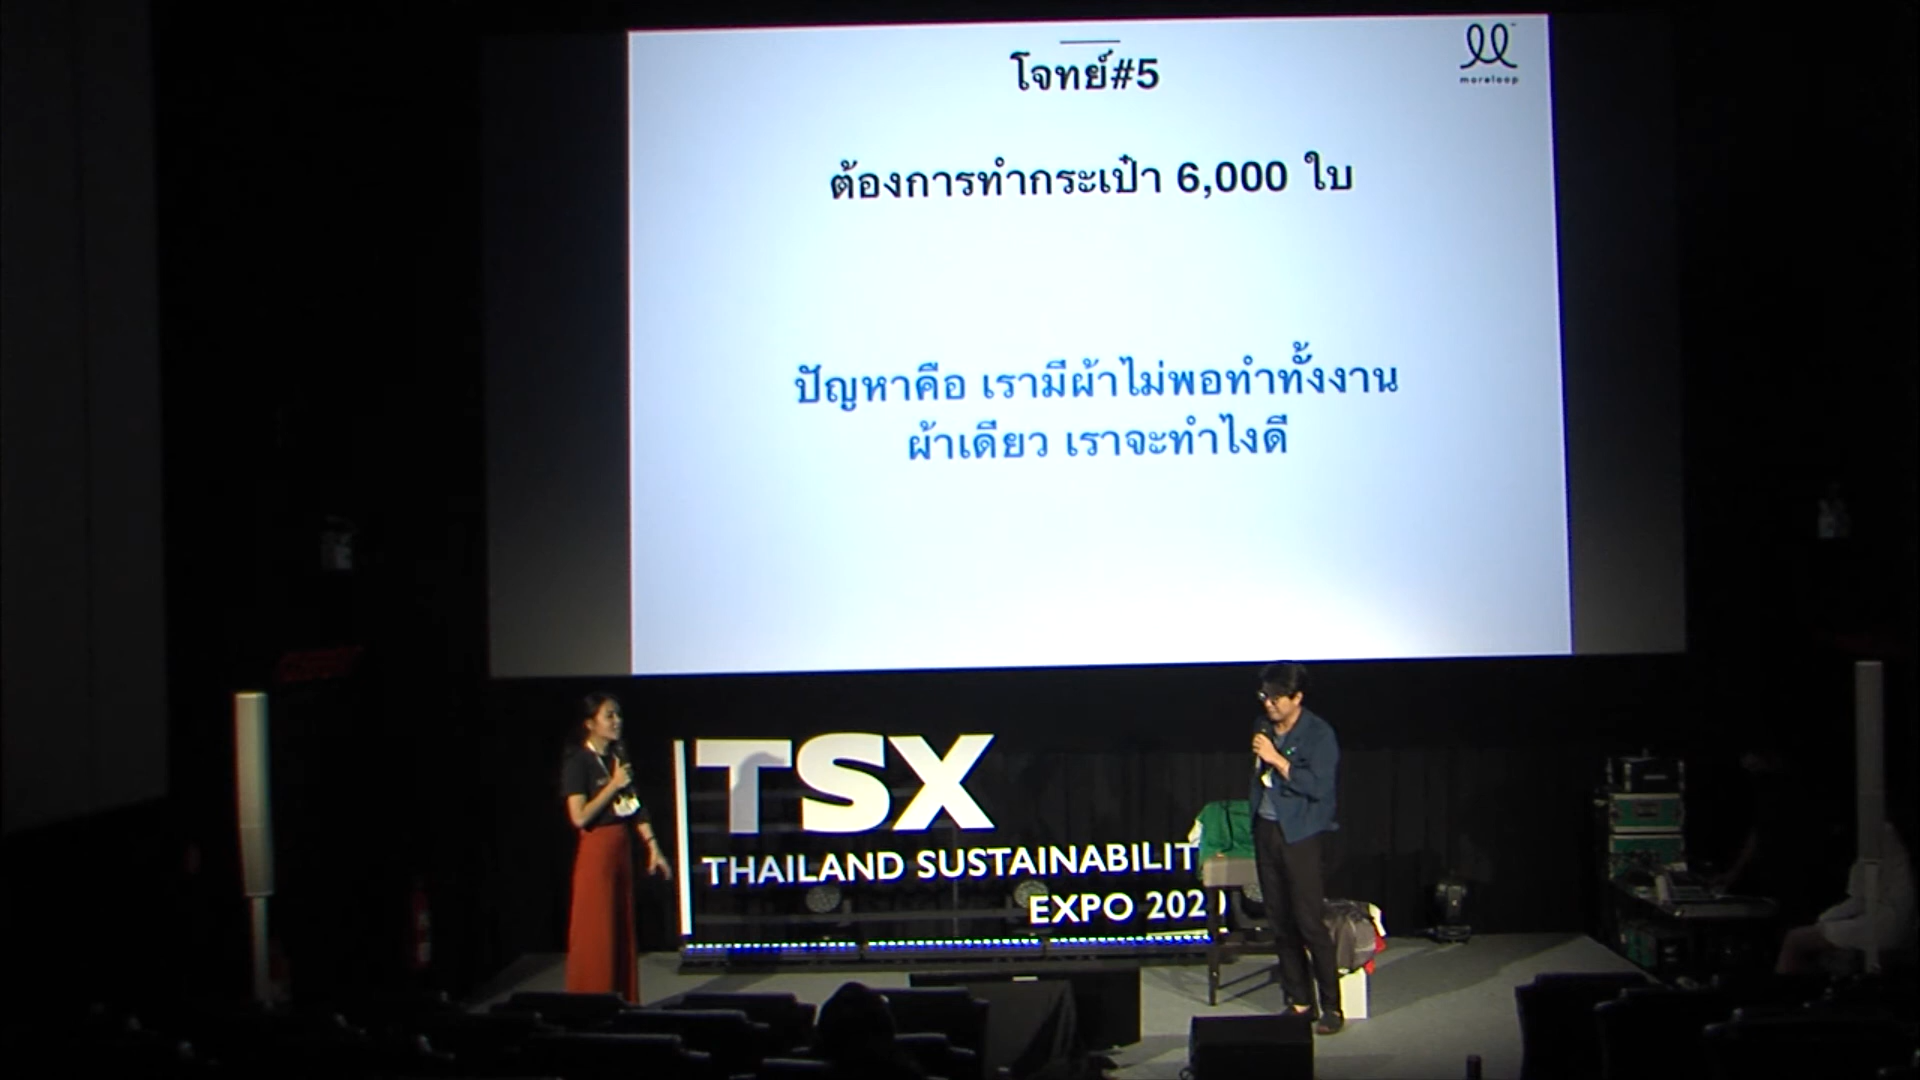 โจทย์#5
moreloop
ต้องการทำกระเป๋า 6,000 ใบ
ปัญหาคือ เรามีผ้าไม่พอทำทั้งงาน
ผ้าเดียว เราจะทำไงดี
TSX
THAILAND SUSTAINABILIT
EXPO 202